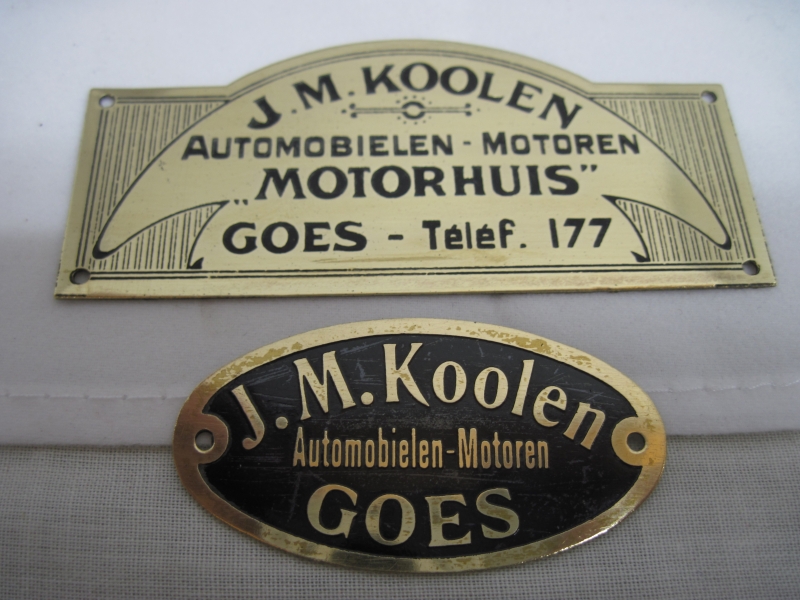 J.M. KOOLEN
AUTOMOBIELEN - MOTOREN
„MOTORHUIS”
GOES - Téléf. 177
J.M. Koolen
Automobielen-Motoren
GOES